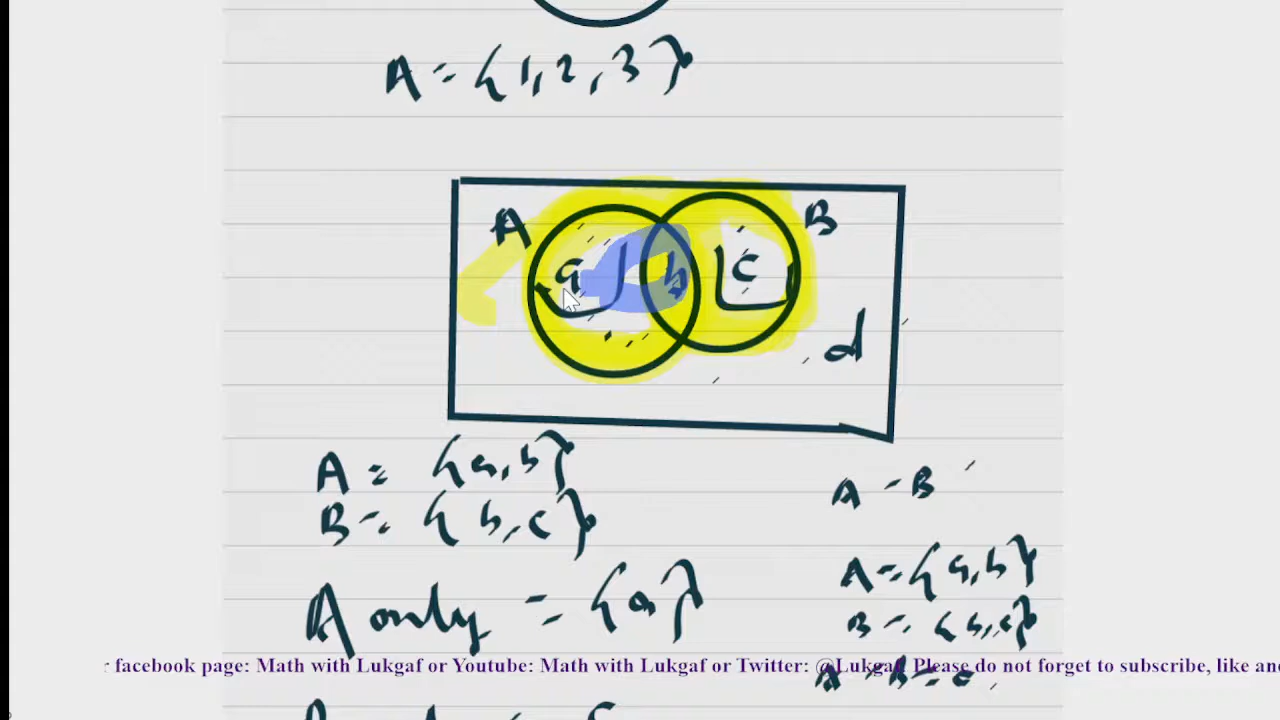 A = {1, 2, 3}
A B
a b c
d
A = {a, b}
B = {b, c}
A only = {a}
A - B
A = {a, b}
B = {b, c}
facebook page: Math with Lukgaf or Youtube: Math with Lukgaf or Twitter: @Lukgaf. Please do not forget to subscribe, like